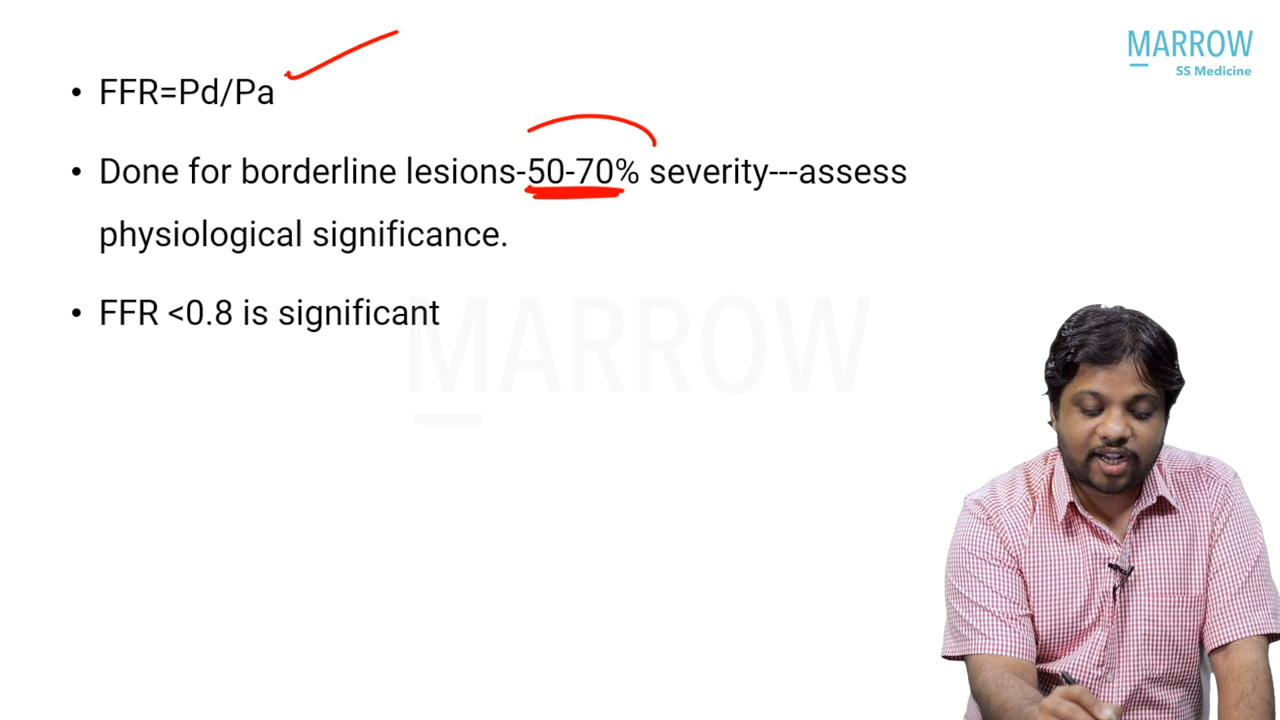 MARROW
SS Medicine
• FFR=Pd/Pa
• Done for borderline lesions-50-70% severity---assess
physiological significance.
• FFR <0.8 is significant
MARROW